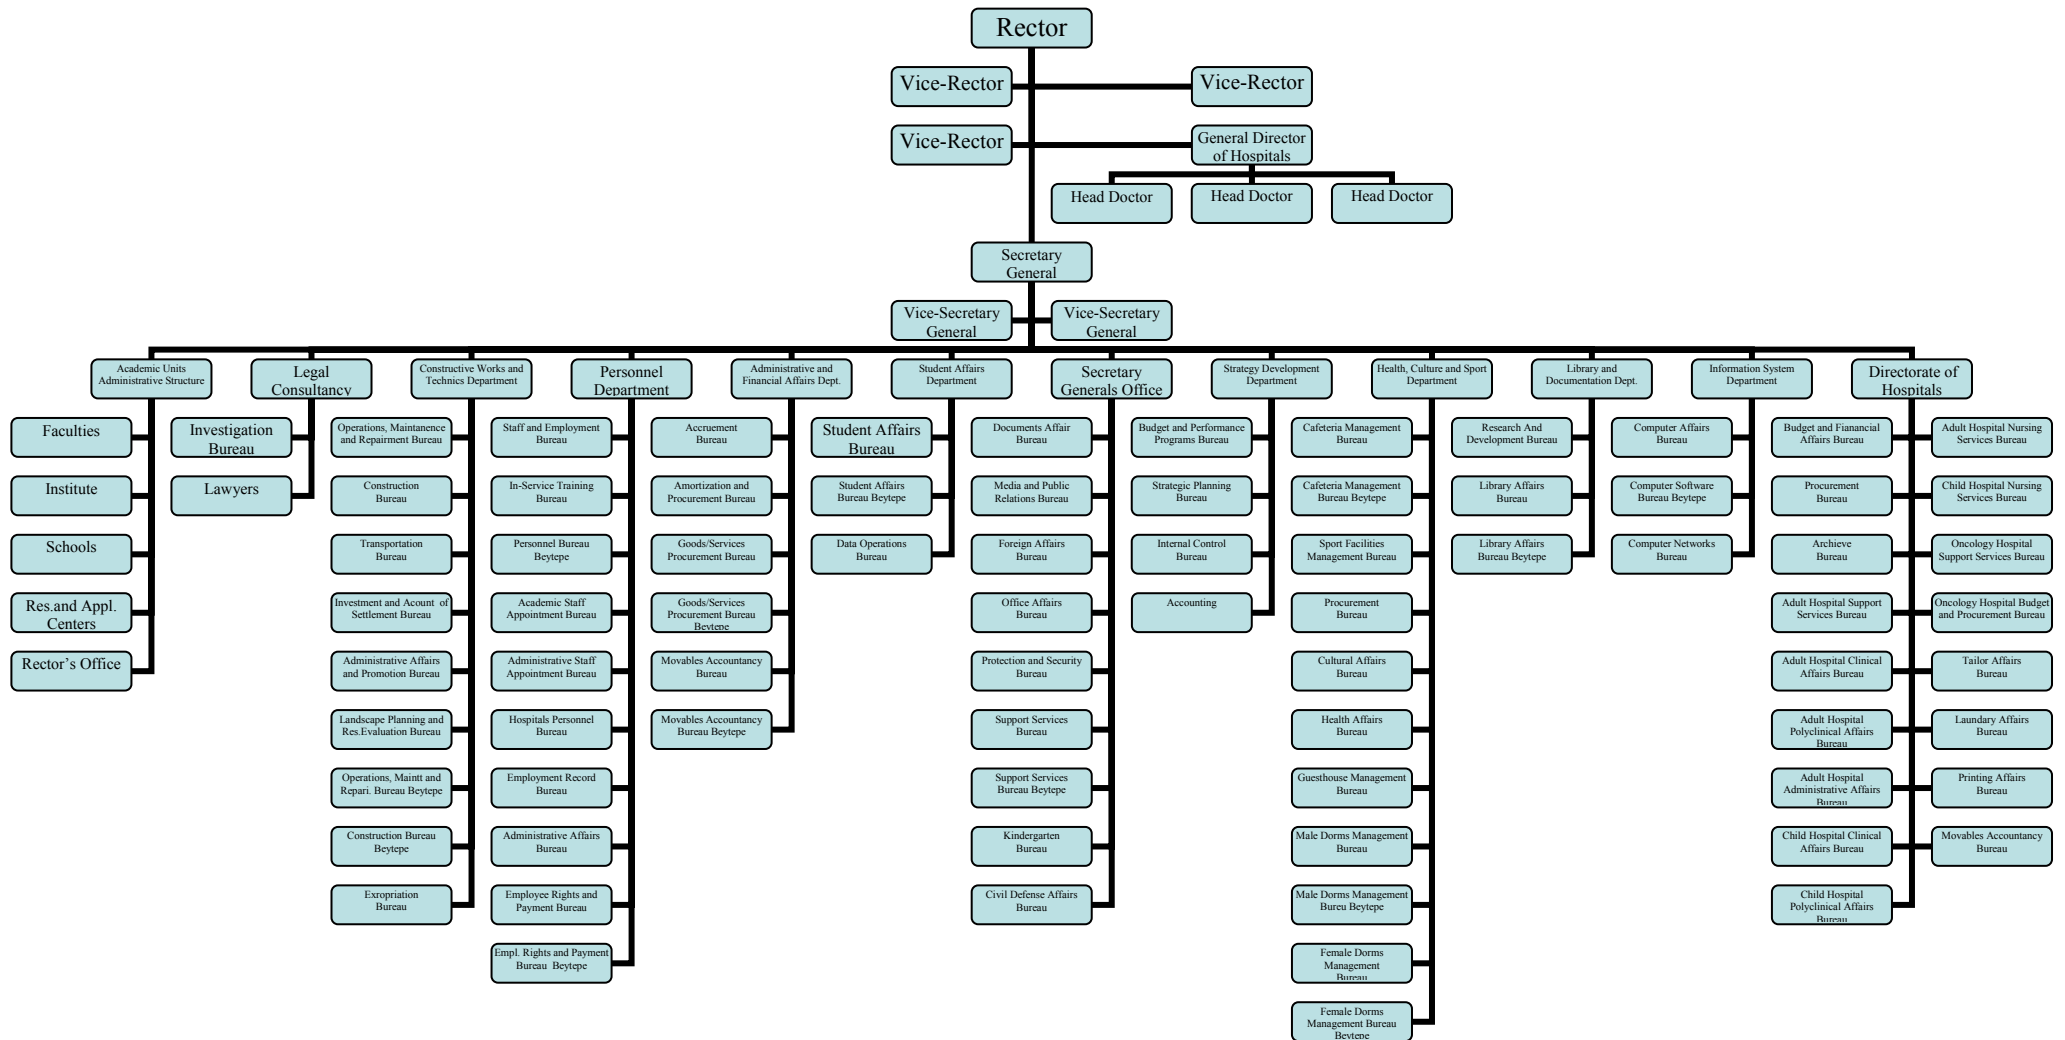 Rector
Vice-Rector
Vice-Rector
Vice-Rector
General Director
of Hospitals
Head Doctor
Head Doctor
Head Doctor
Secretary
General
Vice-Secretary
General
Vice-Secretary
General
Academic Units
Administrative Structure
Legal
Consultancy
Constructive Works and
Technics Department
Personnel
Department
Administrative and
Financial Affairs Dept.
Student Affairs
Department
Secretary
Generals Office
Strategy Development
Department
Health, Culture and Sport
Department
Library and
Documentation Dept.
Information System
Department
Directorate of
Hospitals
Faculties
Institute
Schools
Res.and Appl.
Centers
Rector’s Office
Investigation
Bureau
Lawyers
Operations, Maintanence
and Repairment Bureau
Construction
Bureau
Transportation
Bureau
Investment and Acount of
Settlement Bureau
Administrative Affairs
and Promotion Bureau
Landscape Planning and
Res.Evaluation Bureau
Operations, Maintt and
Repari. Bureau Beytepe
Construction Bureau
Beytepe
Exropriation
Bureau
Staff and Employment
Bureau
In-Service Training
Bureau
Personnel Bureau
Beytepe
Academic Staff
Appointment Bureau
Administrative Staff
Appointment Bureau
Hospitals Personnel
Bureau
Employment Record
Bureau
Administrative Affairs
Bureau
Employee Rights and
Payment Bureau
Empl. Rights and Payment
Bureau Beytepe
Accruement
Bureau
Amortization and
Procurement Bureau
Goods/Services
Procurement Bureau
Goods/Services
Procurement Bureau
Beytepe
Movables Accountancy
Bureau
Movables Accountancy
Bureau Beytepe
Student Affairs
Bureau
Student Affairs
Bureau Beytepe
Data Operations
Bureau
Documents Affair
Bureau
Media and Public
Relations Bureau
Foreign Affairs
Bureau
Office Affairs
Bureau
Protection and Security
Bureau
Support Services
Bureau
Support Services
Bureau Beytepe
Kindergarten
Bureau
Civil Defense Affairs
Bureau
Budget and Performance
Programs Bureau
Strategic Planning
Bureau
Internal Control
Bureau
Accounting
Cafeteria Management
Bureau
Cafeteria Management
Bureau Beytepe
Sport Facilities
Management Bureau
Procurement
Bureau
Cultural Affairs
Bureau
Health Affairs
Bureau
Guesthouse Management
Bureau
Male Dorms Management
Bureau
Male Dorms Management
Bureu Beytepe
Female Dorms
Management
Bureau
Female Dorms
Management Bureau
Beytepe
Research And
Development Bureau
Library Affairs
Bureau
Library Affairs
Bureau Beytepe
Computer Affairs
Bureau
Computer Software
Bureau Beytepe
Computer Networks
Bureau
Budget and Fianancial
Affairs Bureau
Procurement
Bureau
Archieve
Bureau
Adult Hospital Support
Services Bureau
Adult Hospital Clinical
Affairs Bureau
Adult Hospital
Polyclinical Affairs
Bureau
Adult Hospital
Administrative Affairs
Bureau
Child Hospital Clinical
Affairs Bureau
Child Hospital
Polyclinical Affairs
Bureau
Adult Hospital Nursing
Services Bureau
Child Hospital Nursing
Services Bureau
Oncology Hospital
Support Services Bureau
Oncology Hospital Budget
and Procurement Bureau
Tailor Affairs
Bureau
Laundary Affairs
Bureau
Printing Affairs
Bureau
Movables Accountancy
Bureau